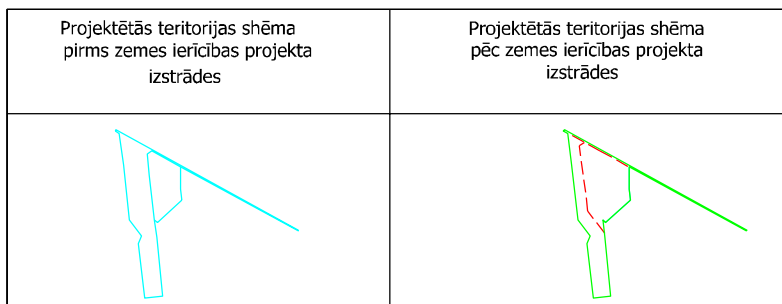 Projektētās teritorijas shēma
pirms zemes ierīcības projekta
izstrādes
Projektētās teritorijas shēma
pēc zemes ierīcības projekta
izstrādes